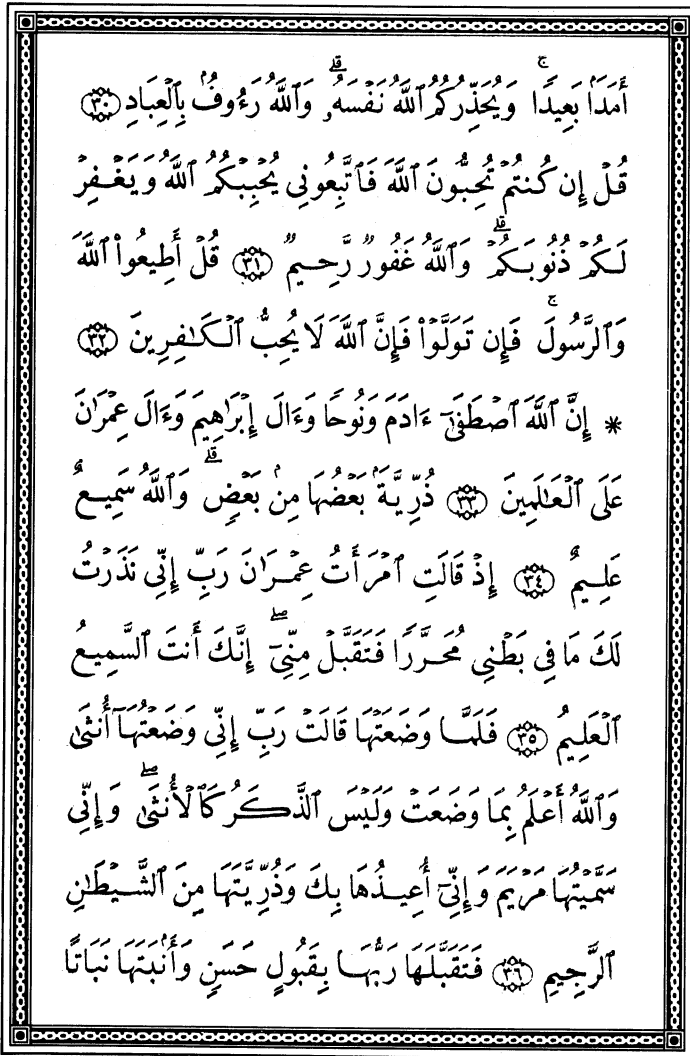 أَمَدَۢا بَعِيدٗاۚ وَيُحَذِّرُكُمُ ٱللَّهُ نَفۡسَهُۥۗ وَٱللَّهُ رَءُوفُۢ بِٱلۡعِبَادِ ٣٠
قُلۡ إِن كُنتُمۡ تُحِبُّونَ ٱللَّهَ فَٱتَّبِعُونِي يُحۡبِبۡكُمُ ٱللَّهُ وَيَغۡفِرۡ
لَكُمۡ ذُنُوبَكُمۡۗ وَٱللَّهُ غَفُورٞ رَّحِيمٞ ٣١ قُلۡ أَطِيعُواْ ٱللَّهَ
وَٱلرَّسُولَۖ فَإِن تَوَلَّوۡاْ فَإِنَّ ٱللَّهَ لَا يُحِبُّ ٱلۡكَٰفِرِينَ ٣٢
* إِنَّ ٱللَّهَ ٱصۡطَفَىٰٓ ءَادَمَ وَنُوحٗا وَءَالَ إِبۡرَٰهِيمَ وَءَالَ عِمۡرَٰنَ
عَلَى ٱلۡعَٰلَمِينَ ٣٣ ذُرِّيَّةَۢ بَعۡضُهَا مِنۢ بَعۡضٖۗ وَٱللَّهُ سَمِيعٌ
عَلِيمٌ ٣٤ إِذۡ قَالَتِ ٱمۡرَأَتُ عِمۡرَٰنَ رَبِّ إِنِّي نَذَرۡتُ
لَكَ مَا فِي بَطۡنِي مُحَرَّرٗا فَتَقَبَّلۡ مِنِّيٓۖ إِنَّكَ أَنتَ ٱلسَّمِيعُ
ٱلۡعَلِيمُ ٣٥ فَلَمَّا وَضَعَتۡهَا قَالَتۡ رَبِّ إِنِّي وَضَعۡتُهَآ أُنثَىٰ
وَٱللَّهُ أَعۡلَمُ بِمَا وَضَعَتۡ وَلَيۡسَ ٱلذَّكَرُ كَٱلۡأُنثَىٰۖ وَإِنِّي
سَمَّيۡتُهَا مَرۡيَمَ وَإِنِّيٓ أُعِيذُهَا بِكَ وَذُرِّيَّتَهَا مِنَ ٱلشَّيۡطَٰنِ
ٱلرَّجِيمِ ٣٦ فَتَقَبَّلَهَا رَبُّهَا بِقَبُولٍ حَسَنٖ وَأَنۢبَتَهَا نَبَاتًا